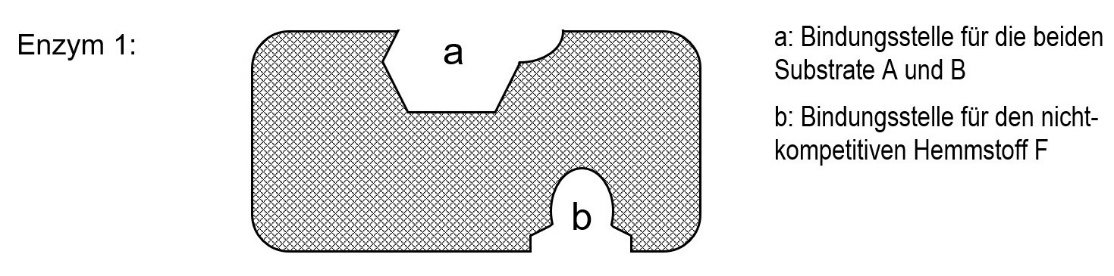 Enzym 1:
a
b
a: Bindungsstelle für die beiden
Substrate A und B
b: Bindungsstelle für den nicht-
kompetitiven Hemmstoff F